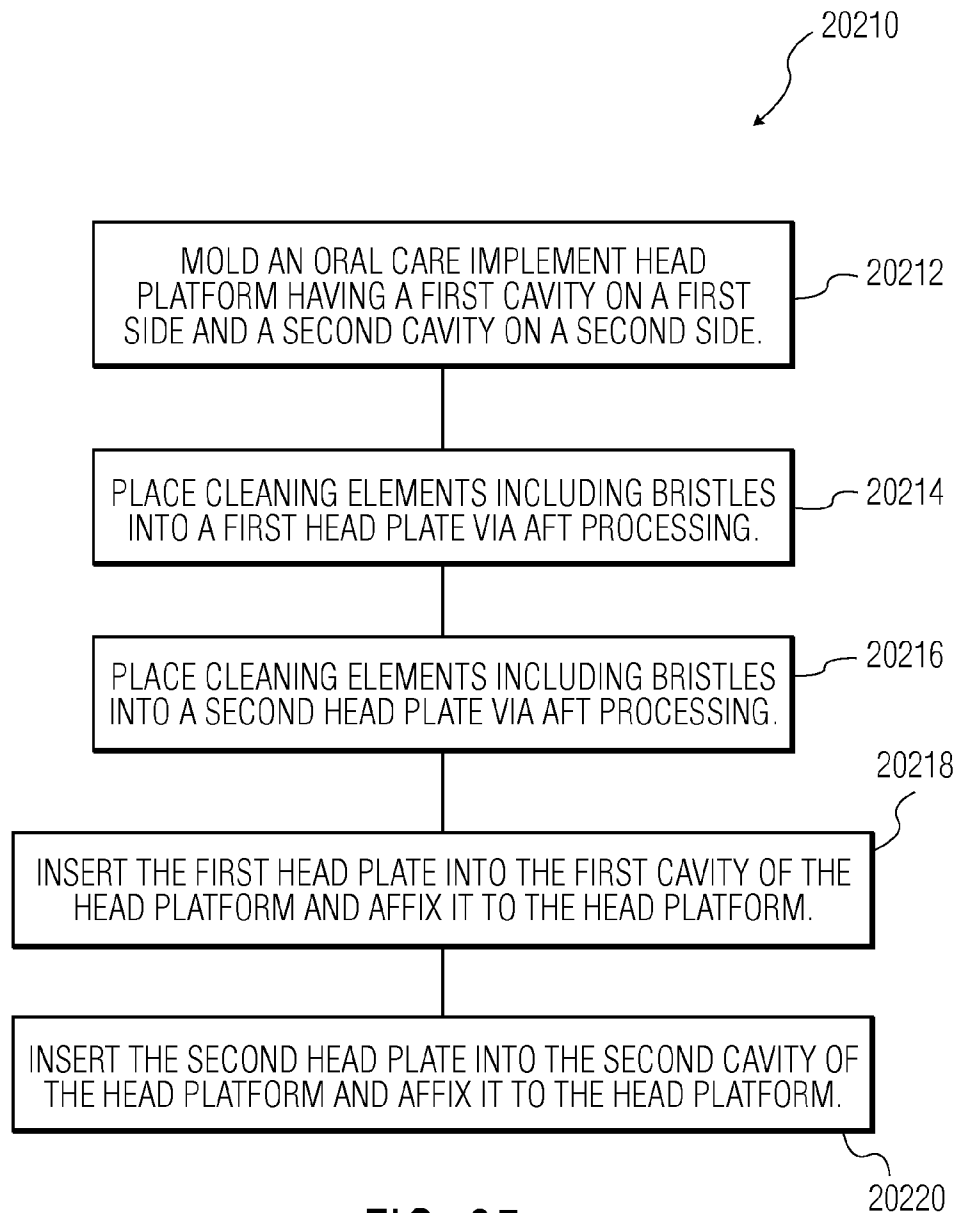 20210
MOLD AN ORAL CARE IMPLEMENT HEAD
PLATFORM HAVING A FIRST CAVITY ON A FIRST
SIDE AND A SECOND CAVITY ON A SECOND SIDE.
20212
PLACE CLEANING ELEMENTS INCLUDING BRISTLES
INTO A FIRST HEAD PLATE VIA AFT PROCESSING.
20214
PLACE CLEANING ELEMENTS INCLUDING BRISTLES
INTO A SECOND HEAD PLATE VIA AFT PROCESSING.
20216
INSERT THE FIRST HEAD PLATE INTO THE FIRST CAVITY OF THE
HEAD PLATFORM AND AFFIX IT TO THE HEAD PLATFORM.
20218
INSERT THE SECOND HEAD PLATE INTO THE SECOND CAVITY OF
THE HEAD PLATFORM AND AFFIX IT TO THE HEAD PLATFORM.
20220